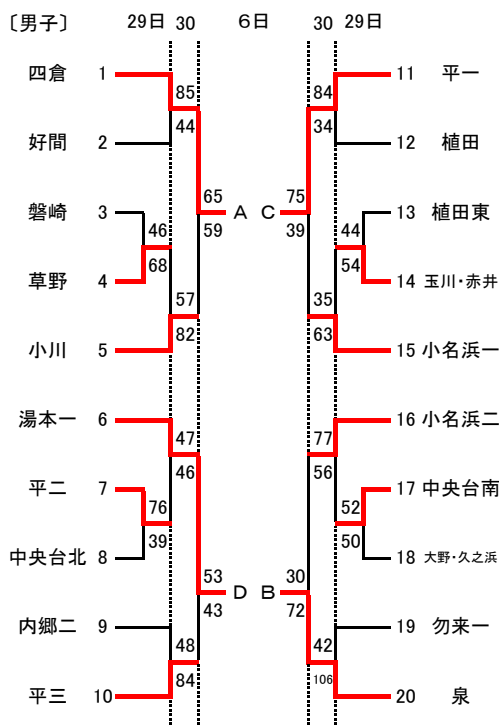 〔男子〕 29日 30 6日 30 29日
四倉 1
85
44
好間 2
磐崎 3
46
68
草野 4
57
82
小川 5
65
59
A
湯本一 6
47
46
平二 7
76
39
中央台北 8
53
43
D
内郷二 9
48
84
平三 10
11 平一
84
34
12 植田
75
39
C
13 植田東
44
54
14 玉川・赤井
35
63
15 小名浜一
16 小名浜二
77
56
17 中央台南
52
50
18 大野・久之浜
30
72
B
19 勿来一
42
106
20 泉